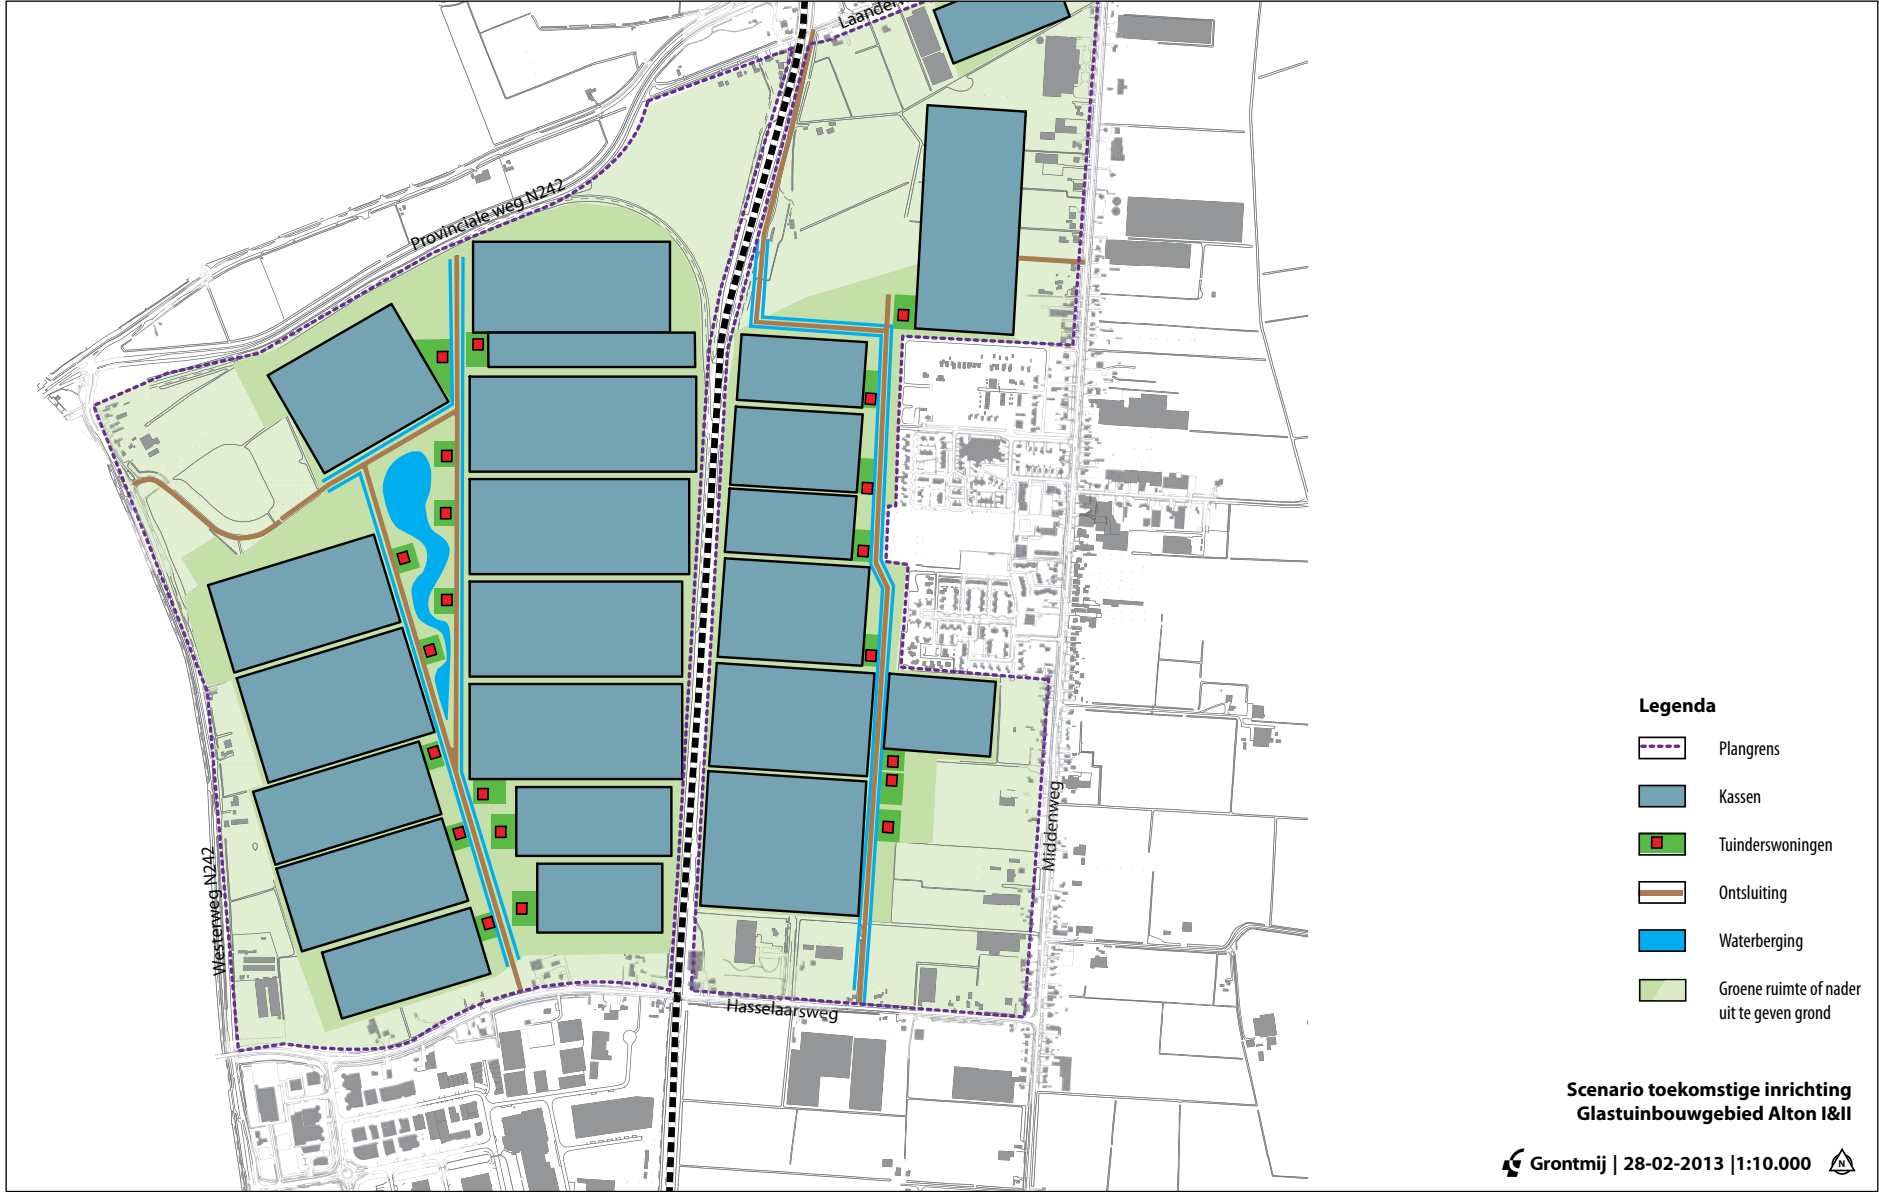 Laanderw
Provinciale weg N242
Westerweg N242
Middenweg
Hasselaarsweg
Legenda
Plangrens
Kassen
Tuinderswoningen
Ontsluiting
Waterberging
Groene ruimte of nader
uit te geven grond
Scenario toekomstige inrichting
Glastuinbouwgebied Alton I&II
Grontmij | 28-02-2013 |1:10.000
N